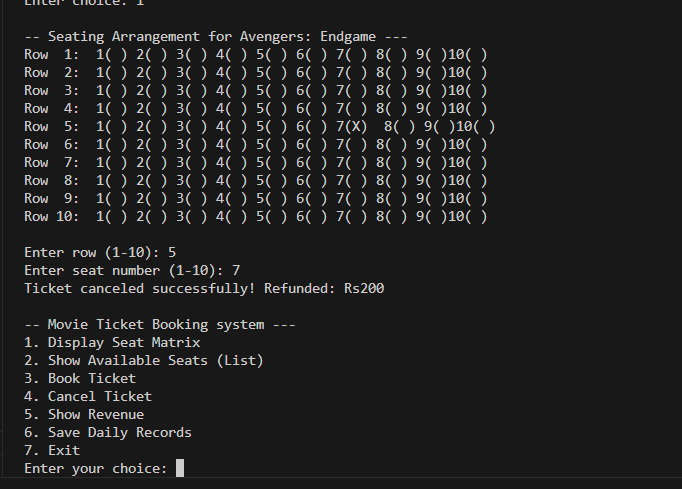 Enter choice: 1
-- Seating Arrangement for Avengers: Endgame ---
Row  1:  1( ) 2( ) 3( ) 4( ) 5( ) 6( ) 7( ) 8( ) 9( )10( )
Row  2:  1( ) 2( ) 3( ) 4( ) 5( ) 6( ) 7( ) 8( ) 9( )10( )
Row  3:  1( ) 2( ) 3( ) 4( ) 5( ) 6( ) 7( ) 8( ) 9( )10( )
Row  4:  1( ) 2( ) 3( ) 4( ) 5( ) 6( ) 7( ) 8( ) 9( )10( )
Row  5:  1( ) 2( ) 3( ) 4( ) 5( ) 6( ) 7(X)  8( ) 9( )10( )
Row  6:  1( ) 2( ) 3( ) 4( ) 5( ) 6( ) 7( ) 8( ) 9( )10( )
Row  7:  1( ) 2( ) 3( ) 4( ) 5( ) 6( ) 7( ) 8( ) 9( )10( )
Row  8:  1( ) 2( ) 3( ) 4( ) 5( ) 6( ) 7( ) 8( ) 9( )10( )
Row  9:  1( ) 2( ) 3( ) 4( ) 5( ) 6( ) 7( ) 8( ) 9( )10( )
Row 10:  1( ) 2( ) 3( ) 4( ) 5( ) 6( ) 7( ) 8( ) 9( )10( )
Enter row (1-10): 5
Enter seat number (1-10): 7
Ticket canceled successfully! Refunded: Rs200
-- Movie Ticket Booking system ---
1. Display Seat Matrix
2. Show Available Seats (List)
3. Book Ticket
4. Cancel Ticket
5. Show Revenue
6. Save Daily Records
7. Exit
Enter your choice: